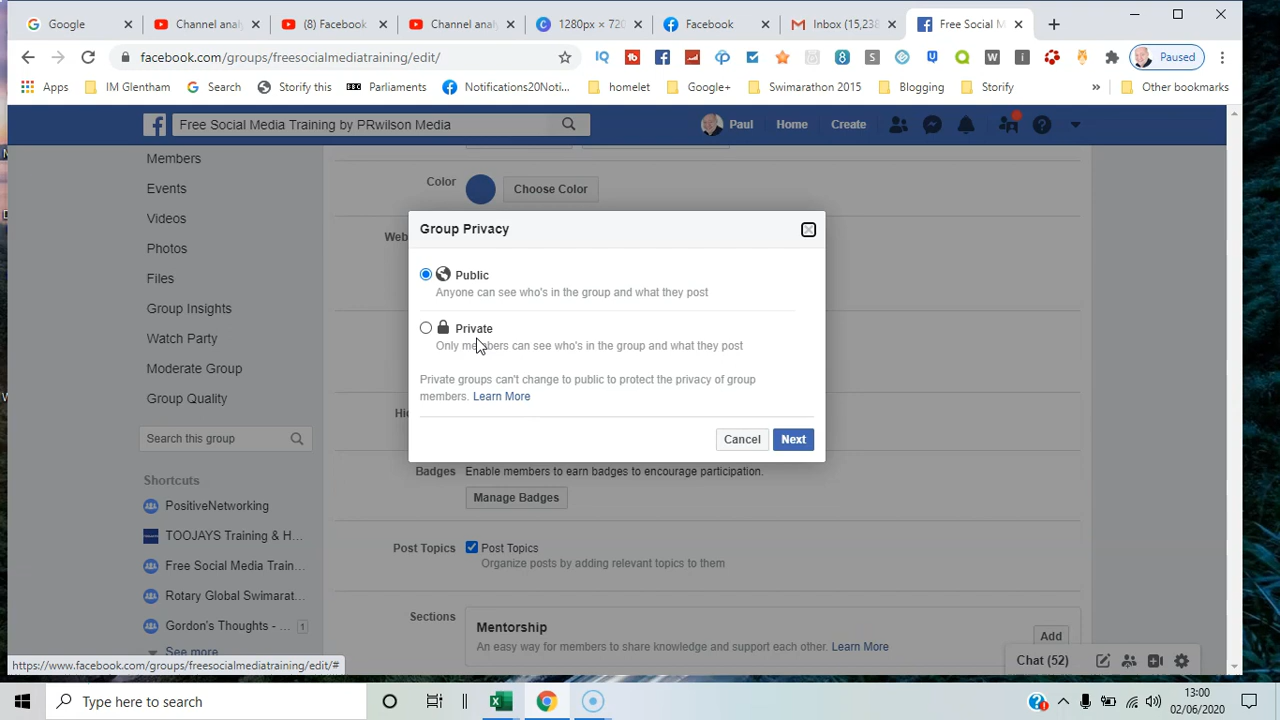 Google
Channel analy
(8) Facebook
Channel analy
1280px × 720
Facebook
Inbox (15,238
Free Social M
facebook.com/groups/freesocialmediatraining/edit/
Paused
Apps
IM Glentham
Search
Storify this
BBC Parliament
Notifications20Noti...
homelet
Google+
Swimarathon 2015
Blogging
Storify
»
Other bookmarks
Free Social Media Training by PRwilson Media
Paul
Home
Create
Members
Events
Videos
Photos
Files
Group Insights
Watch Party
Moderate Group
Group Quality
Search this group
Shortcuts
PositiveNetworking
TOOJAYS Training & H...
Free Social Media Train...
Rotary Global Swimarat...
Gordon's Thoughts - ...
1
See more
Color
Choose Color
Web
Group Privacy
Public
Anyone can see who's in the group and what they post
Private
Only members can see who's in the group and what they post
Private groups can't change to public to protect the privacy of group
members. Learn More
Cancel
Next
Hi
Badges
Enable members to earn badges to encourage participation.
Manage Badges
Post Topics
Post Topics
Organize posts by adding relevant topics to them
Sections
Mentorship
An easy way for members to share knowledge and support each other. Learn More
Add
Chat (52)
https://www.facebook.com/groups/freesocialmediatraining/edit/#
Type here to search
13:00
02/06/2020